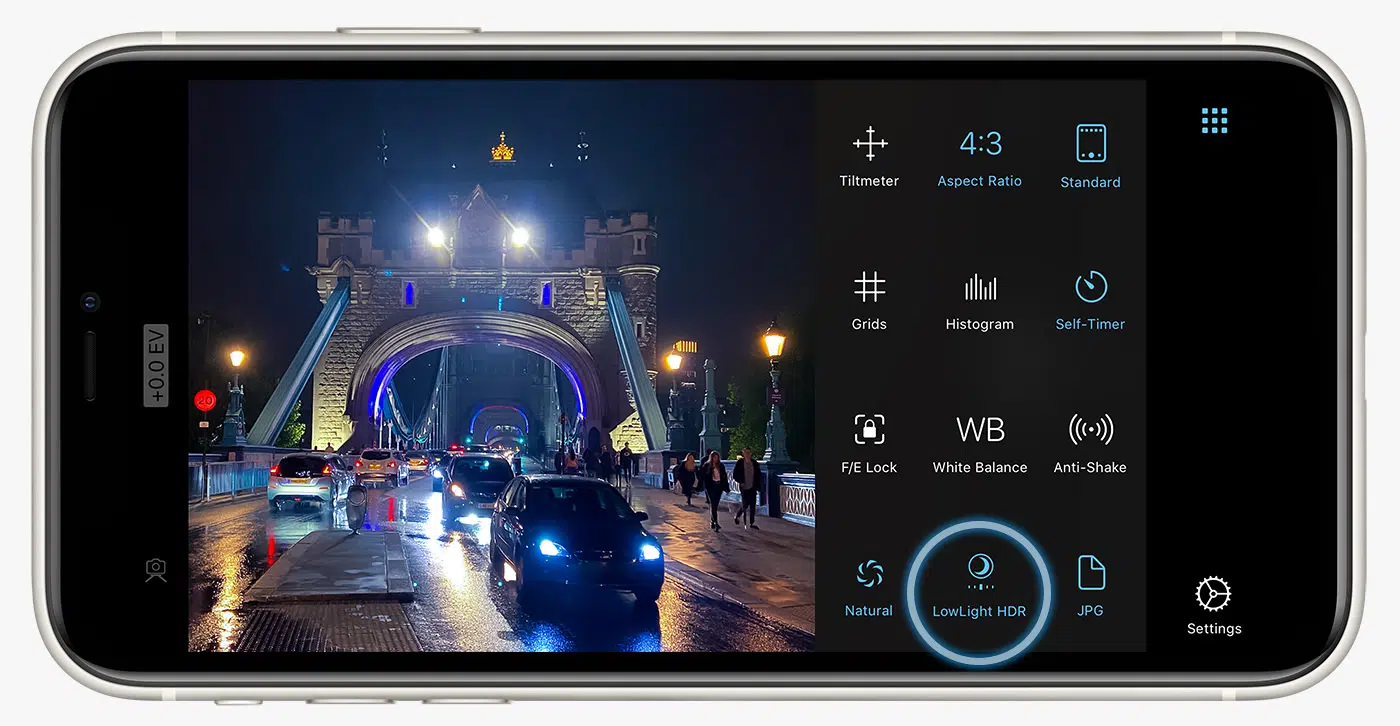 +0.0 EV
20
Tiltmeter
4:3
Aspect Ratio
Standard
Grids
Histogram
Self-Timer
F/E Lock
WB
White Balance
Anti-Shake
Natural
LowLight HDR
JPG
Settings